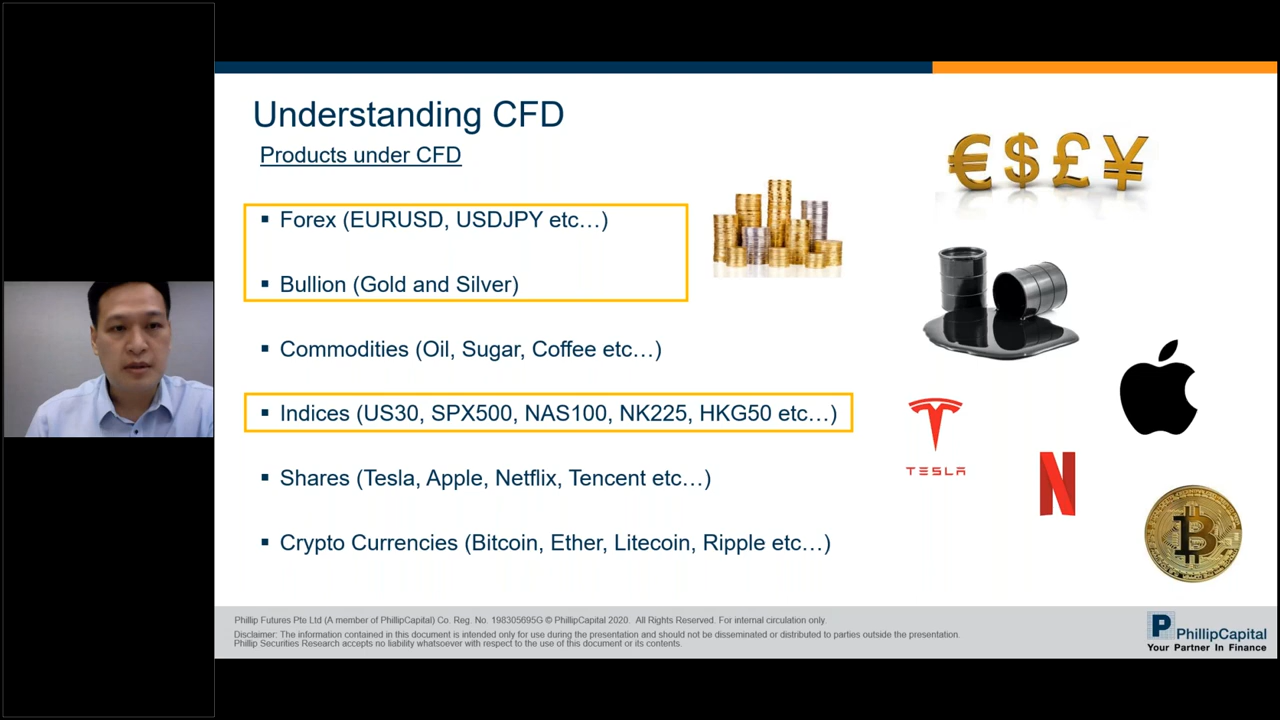 Understanding CFD
Products under CFD
▪ Forex (EURUSD, USDJPY etc…)
▪ Bullion (Gold and Silver)
▪ Commodities (Oil, Sugar, Coffee etc…)
▪ Indices (US30, SPX500, NAS100, NK225, HKG50 etc…)
▪ Shares (Tesla, Apple, Netflix, Tencent etc…)
▪ Crypto Currencies (Bitcoin, Ether, Litecoin, Ripple etc…)
€$£¥
TESLA
N
Phillip Futures Pte Ltd (A member of PhillipCapital) Co. Reg. No. 198305695G © PhillipCapital 2020. All Rights Reserved. For internal circulation only.
Disclaimer: The information contained in this document is intended only for use during the presentation and should not be disseminated or distributed to parties outside the presentation.
Phillip Securities Research accepts no liability whatsoever with respect to the use of this document or its contents.
P PhillipCapital
Your Partner In Finance